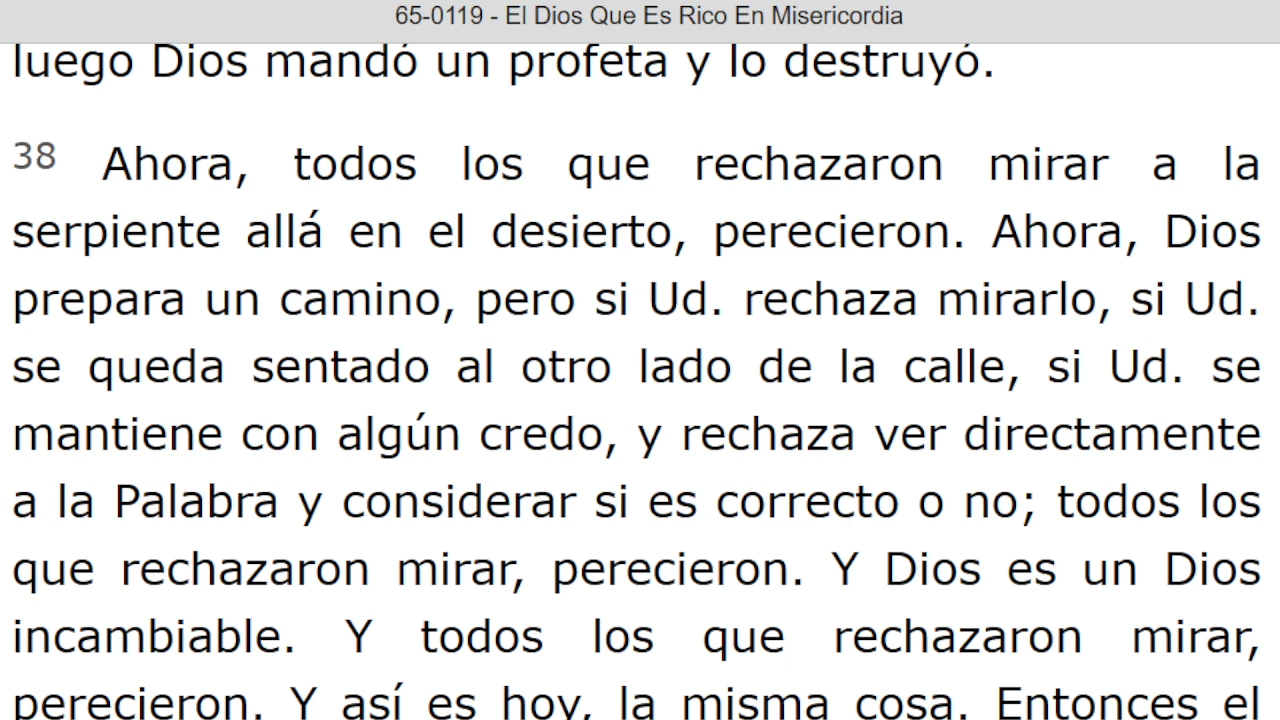 65-0119 - El Dios Que Es Rico En Misericordia
luego Dios mandó un profeta y lo destruyó.
38 Ahora, todos los que rechazaron mirar a la
serpiente allá en el desierto, perecieron. Ahora, Dios
prepara un camino, pero si Ud. rechaza mirarlo, si Ud.
se queda sentado al otro lado de la calle, si Ud. se
mantiene con algún credo, y rechaza ver directamente
a la Palabra y considerar si es correcto o no; todos los
que rechazaron mirar, perecieron. Y Dios es un Dios
incambiable. Y todos los que rechazaron mirar,
perecieron. Y así es hoy, la misma cosa. Entonces el